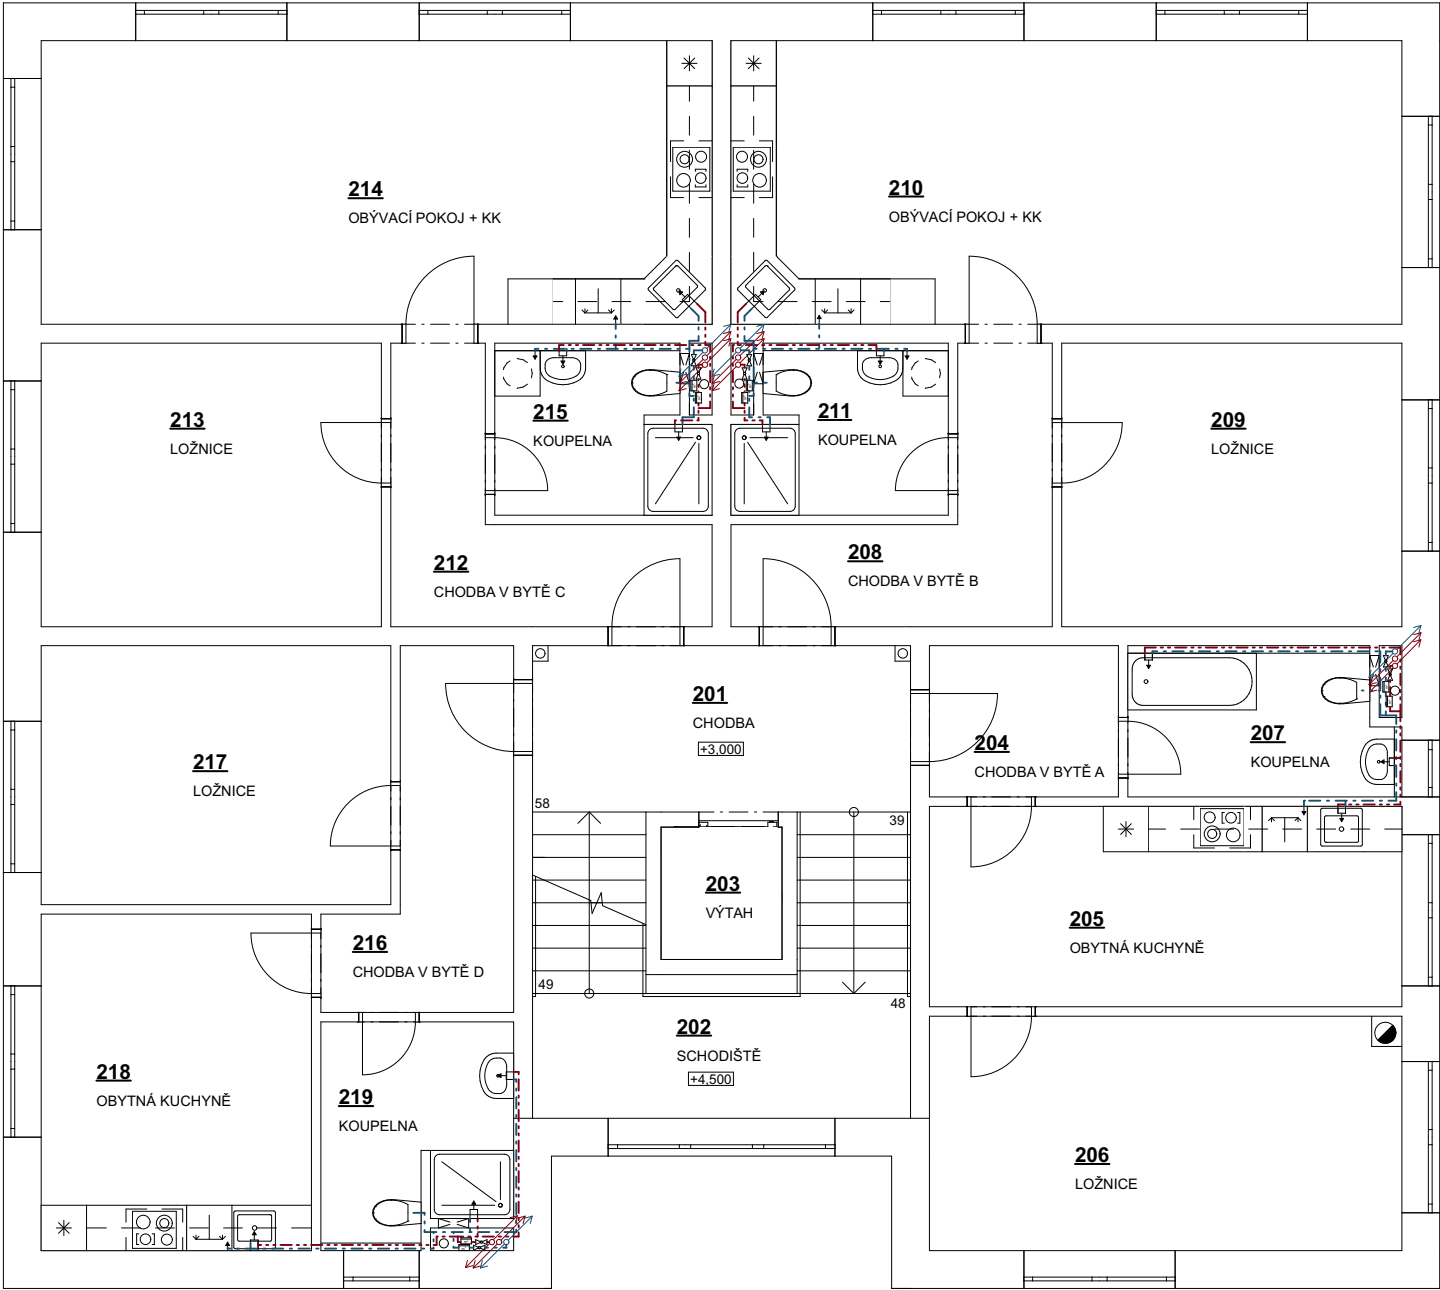 214
OBÝVACÍ POKOJ + KK
210
OBÝVACÍ POKOJ + KK
213
LOŽNICE
215
KOUPELNA
211
KOUPELNA
209
LOŽNICE
212
CHODBA V BYTĚ C
208
CHODBA V BYTĚ B
201
CHODBA
+3,000
217
LOŽNICE
204
CHODBA V BYTĚ A
207
KOUPELNA
58
39
203
VÝTAH
216
CHODBA V BYTĚ D
205
OBYTNÁ KUCHYNĚ
49
48
202
SCHODIŠTĚ
+4,500
218
OBYTNÁ KUCHYNĚ
219
KOUPELNA
206
LOŽNICE